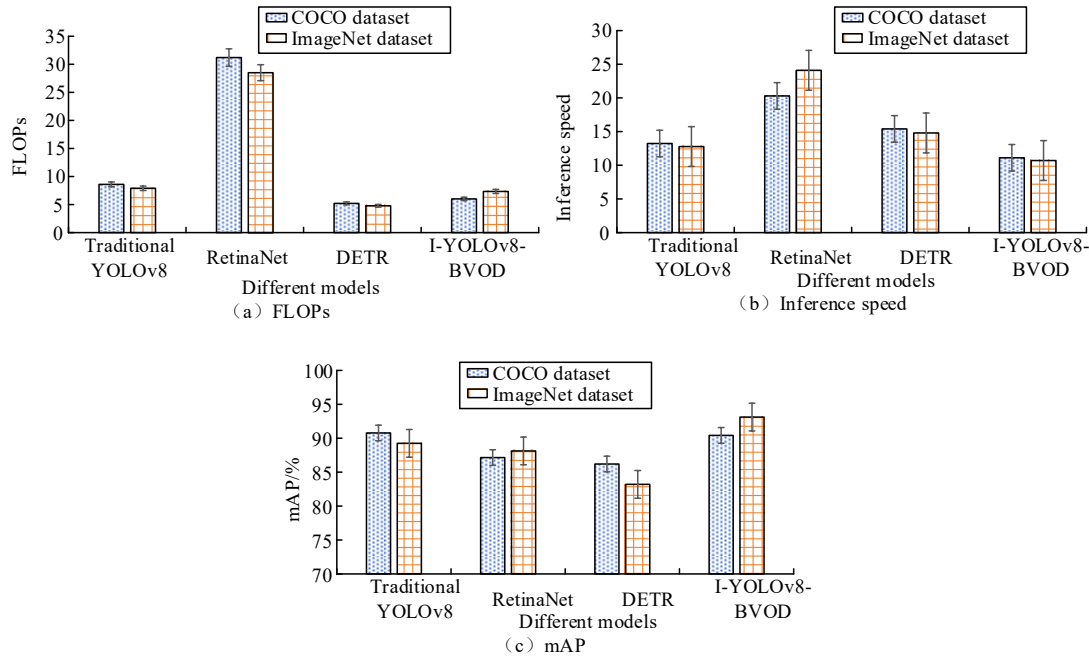 COCO dataset
ImageNet dataset
35
30
25
20
15
10
5
0
FLOPs
Traditional
YOLOv8
RetinaNet
DETR
I-YOLOv8-
BVOD
Different models
（a）FLOPs
COCO dataset
ImageNet dataset
30
25
20
15
10
5
0
Inference speed
Traditional
YOLOv8
RetinaNet
DETR
I-YOLOv8-
BVOD
Different models
（b）Inference speed
COCO dataset
ImageNet dataset
100
95
90
85
80
75
70
mAP/%
Traditional
YOLOv8
RetinaNet
DETR
I-YOLOv8-
BVOD
Different models
（c）mAP